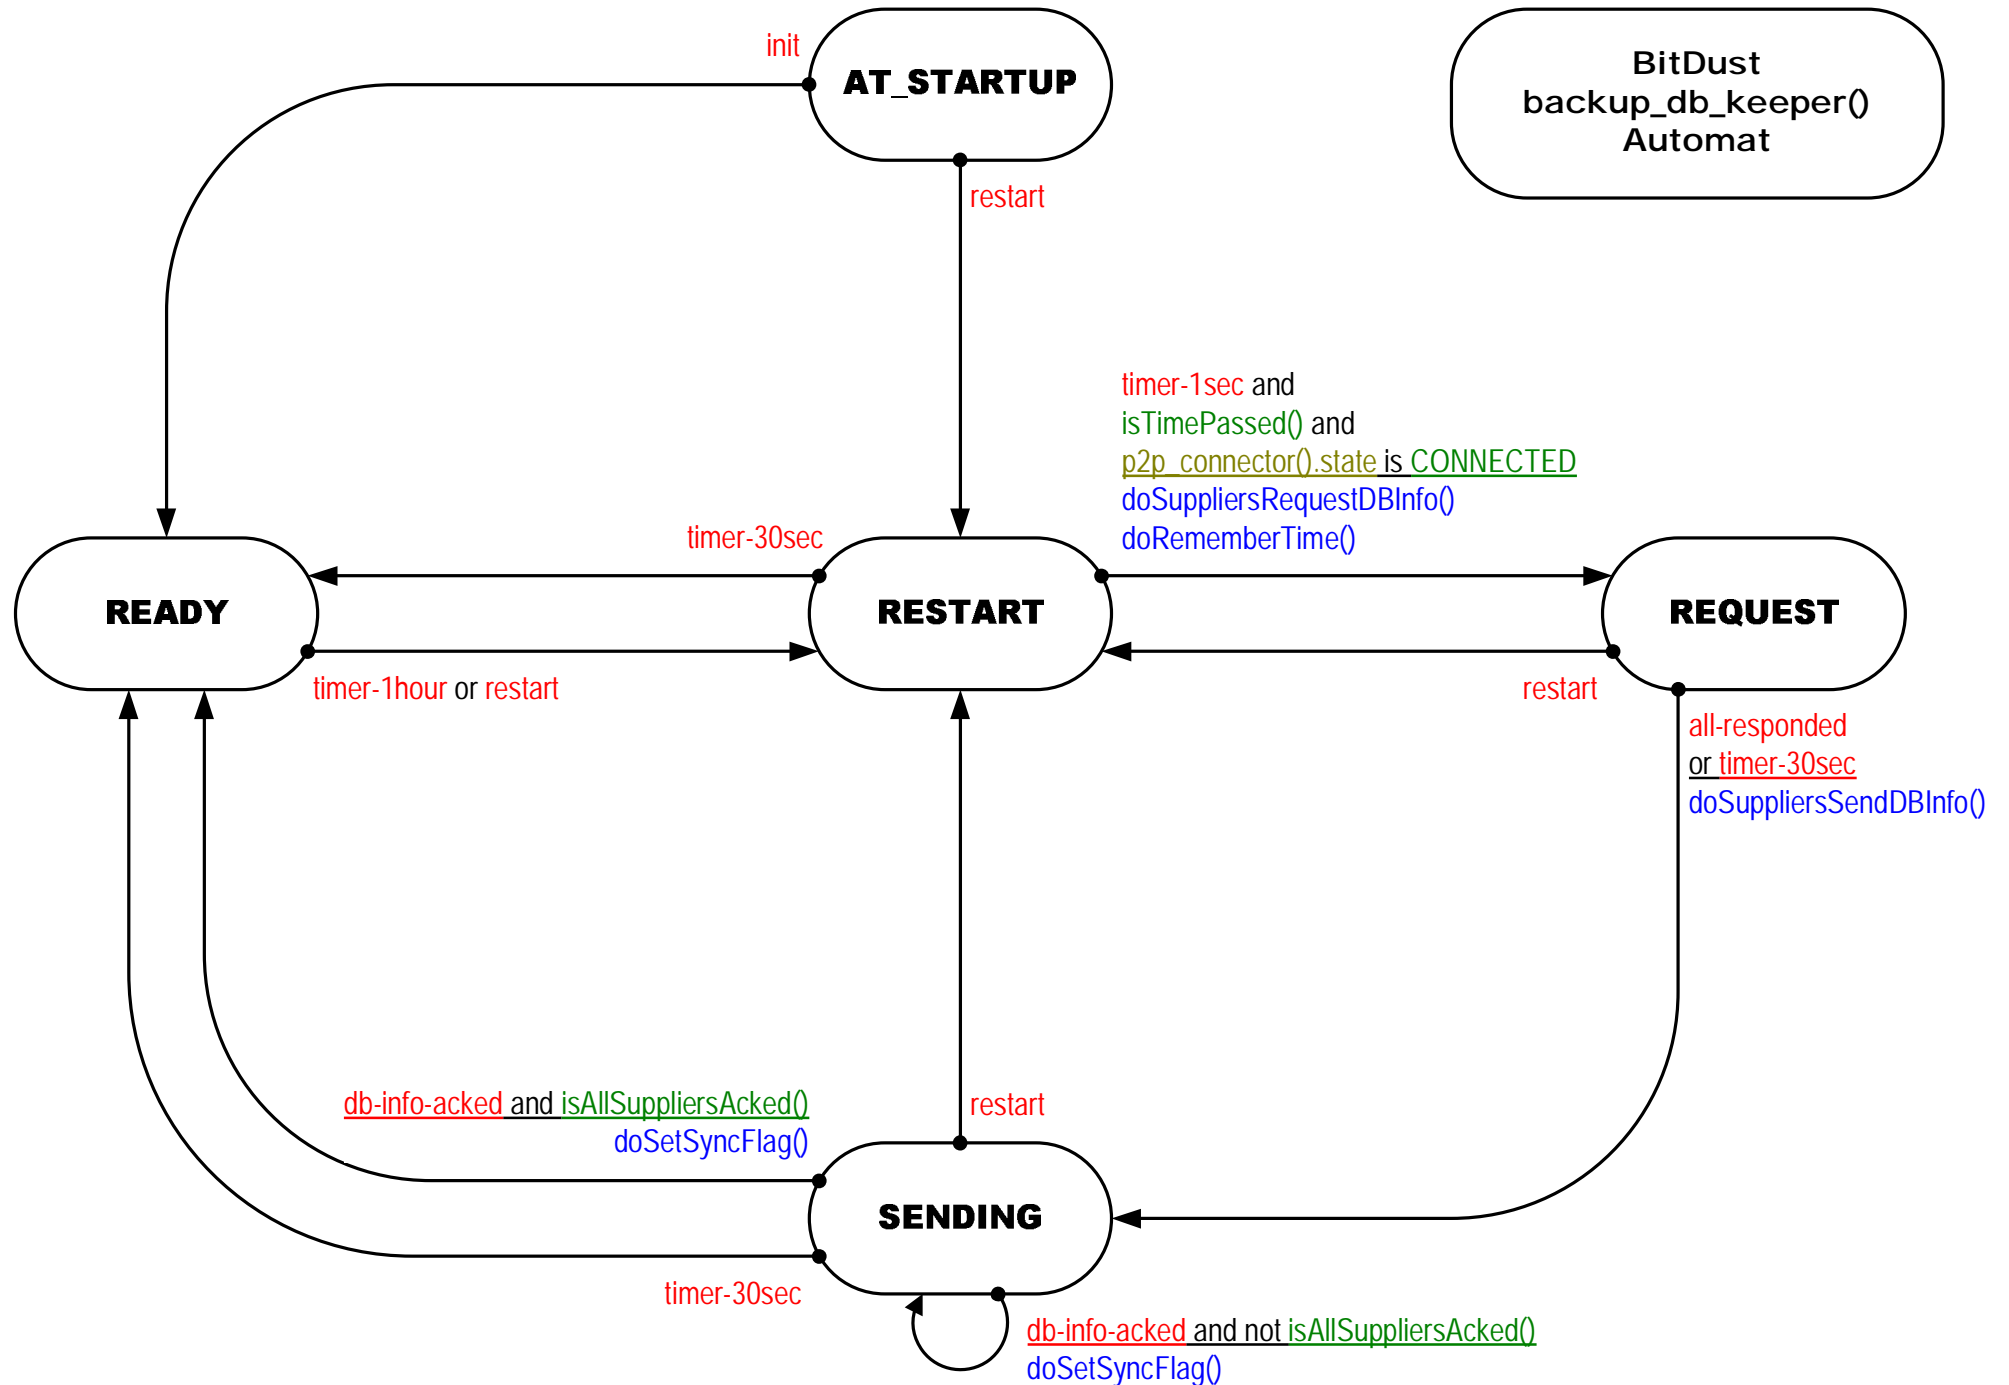 init
AT_STARTUP
BitDust
backup_db_keeper()
Automat
restart
timer-1sec and
isTimePassed() and
p2p_connector().state is CONNECTED
doSuppliersRequestDBInfo()
doRememberTime()
timer-30sec
READY
RESTART
REQUEST
timer-1hour or restart
restart
all-responded
or timer-30sec
doSuppliersSendDBInfo()
db-info-acked and isAllSuppliersAcked()
doSetSyncFlag()
restart
SENDING
timer-30sec
db-info-acked and not isAllSuppliersAcked()
doSetSyncFlag()